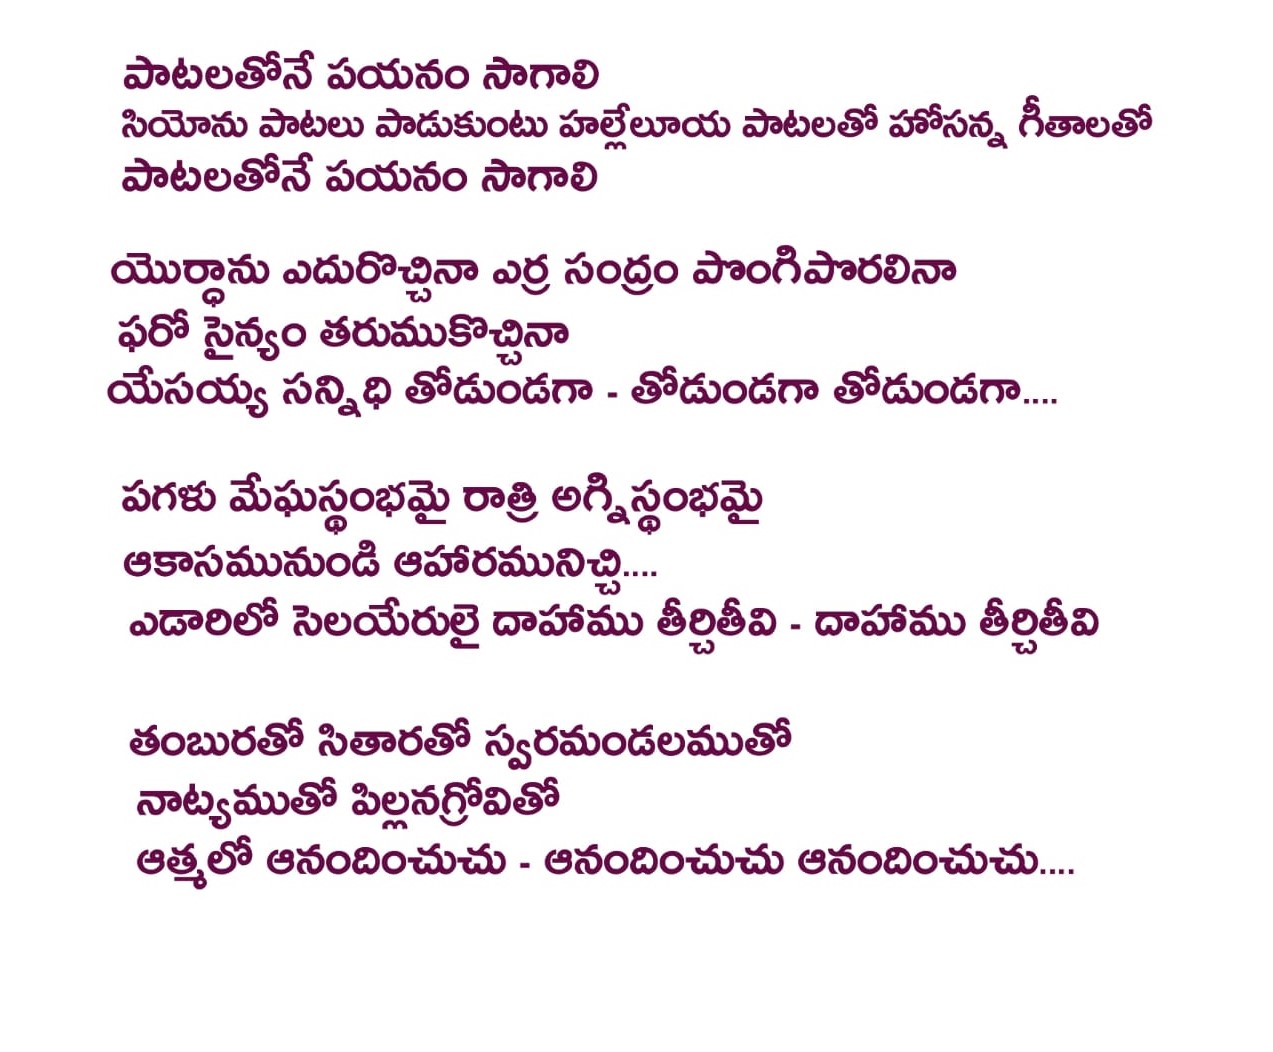 పాటలతోనే పయనం సాగాలి
సియోను పాటలు పాడుకుంటు హల్లేలూయ పాటలతో హోసన్న గీతాలతో
పాటలతోనే పయనం సాగాలి
యొర్ధాను ఎదురొచ్చినా ఎర్ర సంద్రం పొంగిపొరలినా
ఫరో సైన్యం తరుముకొచ్చినా
యేసయ్య సన్నిధి తోడుండగా - తోడుండగా తోడుండగా....
పగళు మేఘస్థంభమై రాత్రి అగ్నిస్థంభమై
ఆకాసమునుండి ఆహారమునిచ్చి....
ఎడారిలో సెలయేరులై దాహాము తీర్చితీవి - దాహాము తీర్చితీవి
తంబురతో సితారతో స్వరమండలముతో
నాట్యముతో పిల్లనగ్రోవితో
ఆత్మలో ఆనందించుచు - ఆనందించుచు ఆనందించుచు....